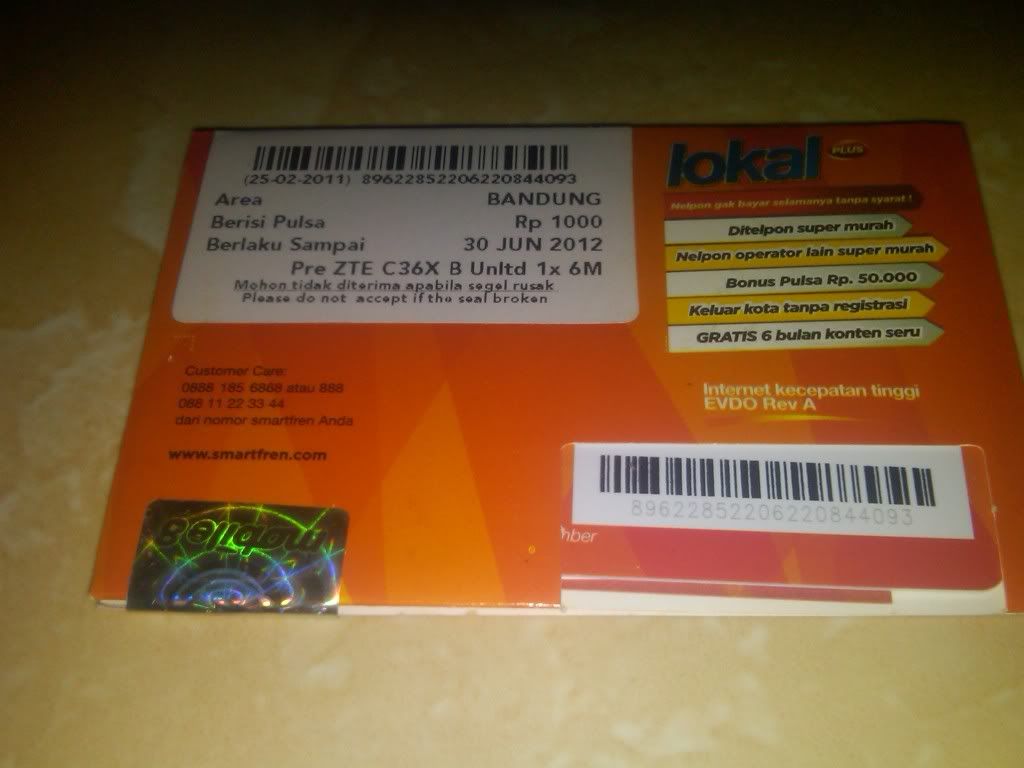 (25-02-2011) 89622852206220844093
Area BANDUNG
Berisi Pulsa Rp 1000
Berlaku Sampai 30 JUN 2012
Pre ZTE C36X B Unltd 1x 6M
Mohon tidak diterima apabila segel rusak
Please do not accept if the seal broken
lokal PLUS
Nelpon gak bayar selamanya tanpa syarat !
Ditelpon super murah
Nelpon operator lain super murah
Bonus Pulsa Rp. 50.000
Keluar kota tanpa registrasi
GRATIS 6 bulan konten seru
Internet kecepatan tinggi
EVDO Rev A
Customer Care:
0888 185 6868 atau 888
088 11 22 33 44
dari nomor smartfren Anda
www.smartfren.com
mobile8
89622852206220844093
mber